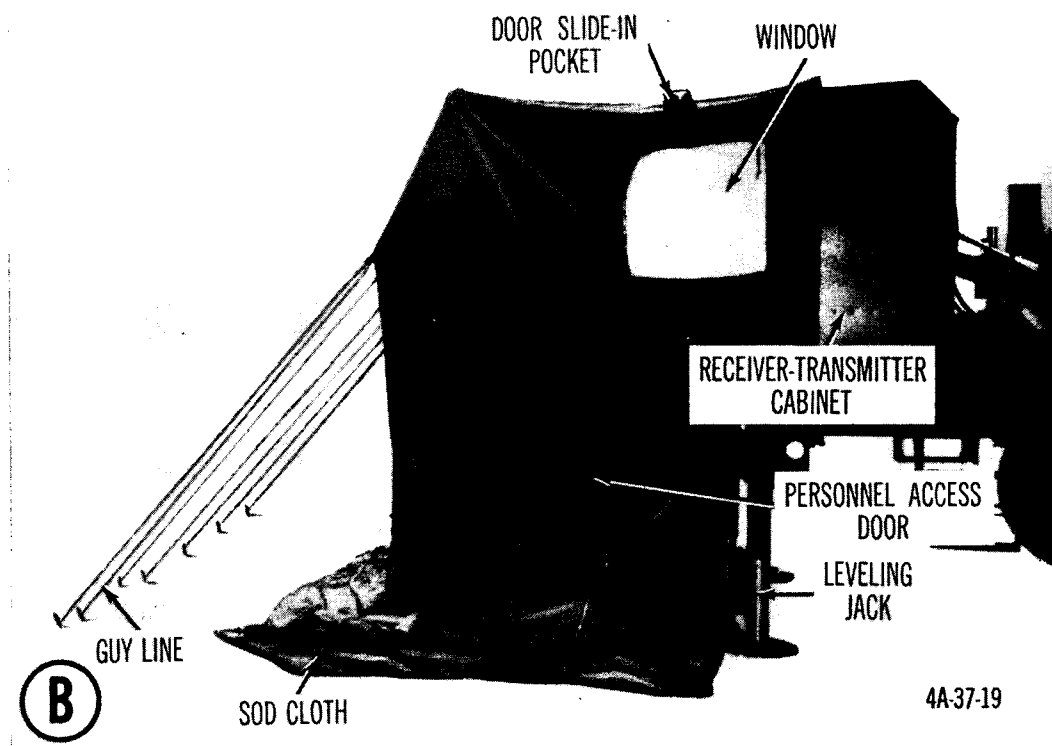 DOOR SLIDE-IN
POCKET
WINDOW
RECEIVER-TRANSMITTER
CABINET
PERSONNEL ACCESS
DOOR
LEVELING
JACK
GUY LINE
SOD CLOTH
B
4A-37-19